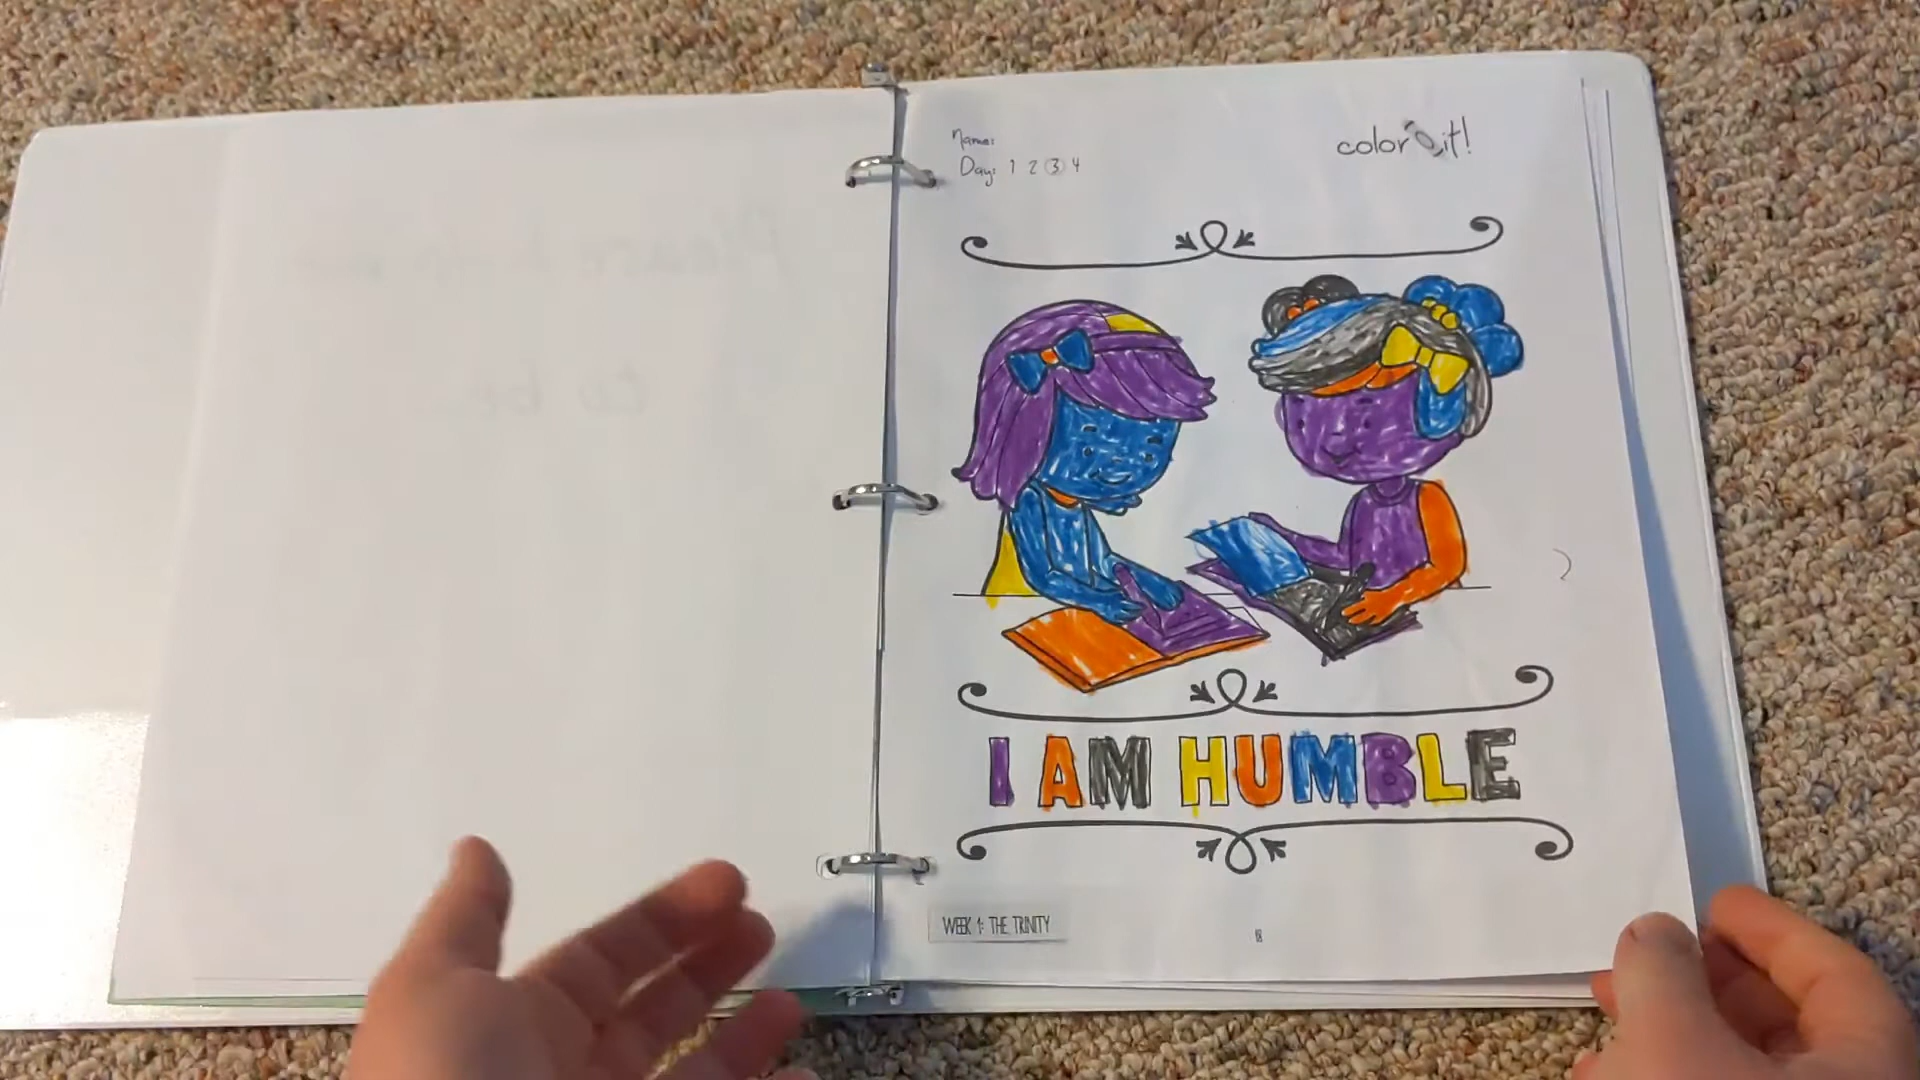 Name:
Day: 1 2 3 4
color it!
I AM HUMBLE
WEEK 1: THE TRINITY